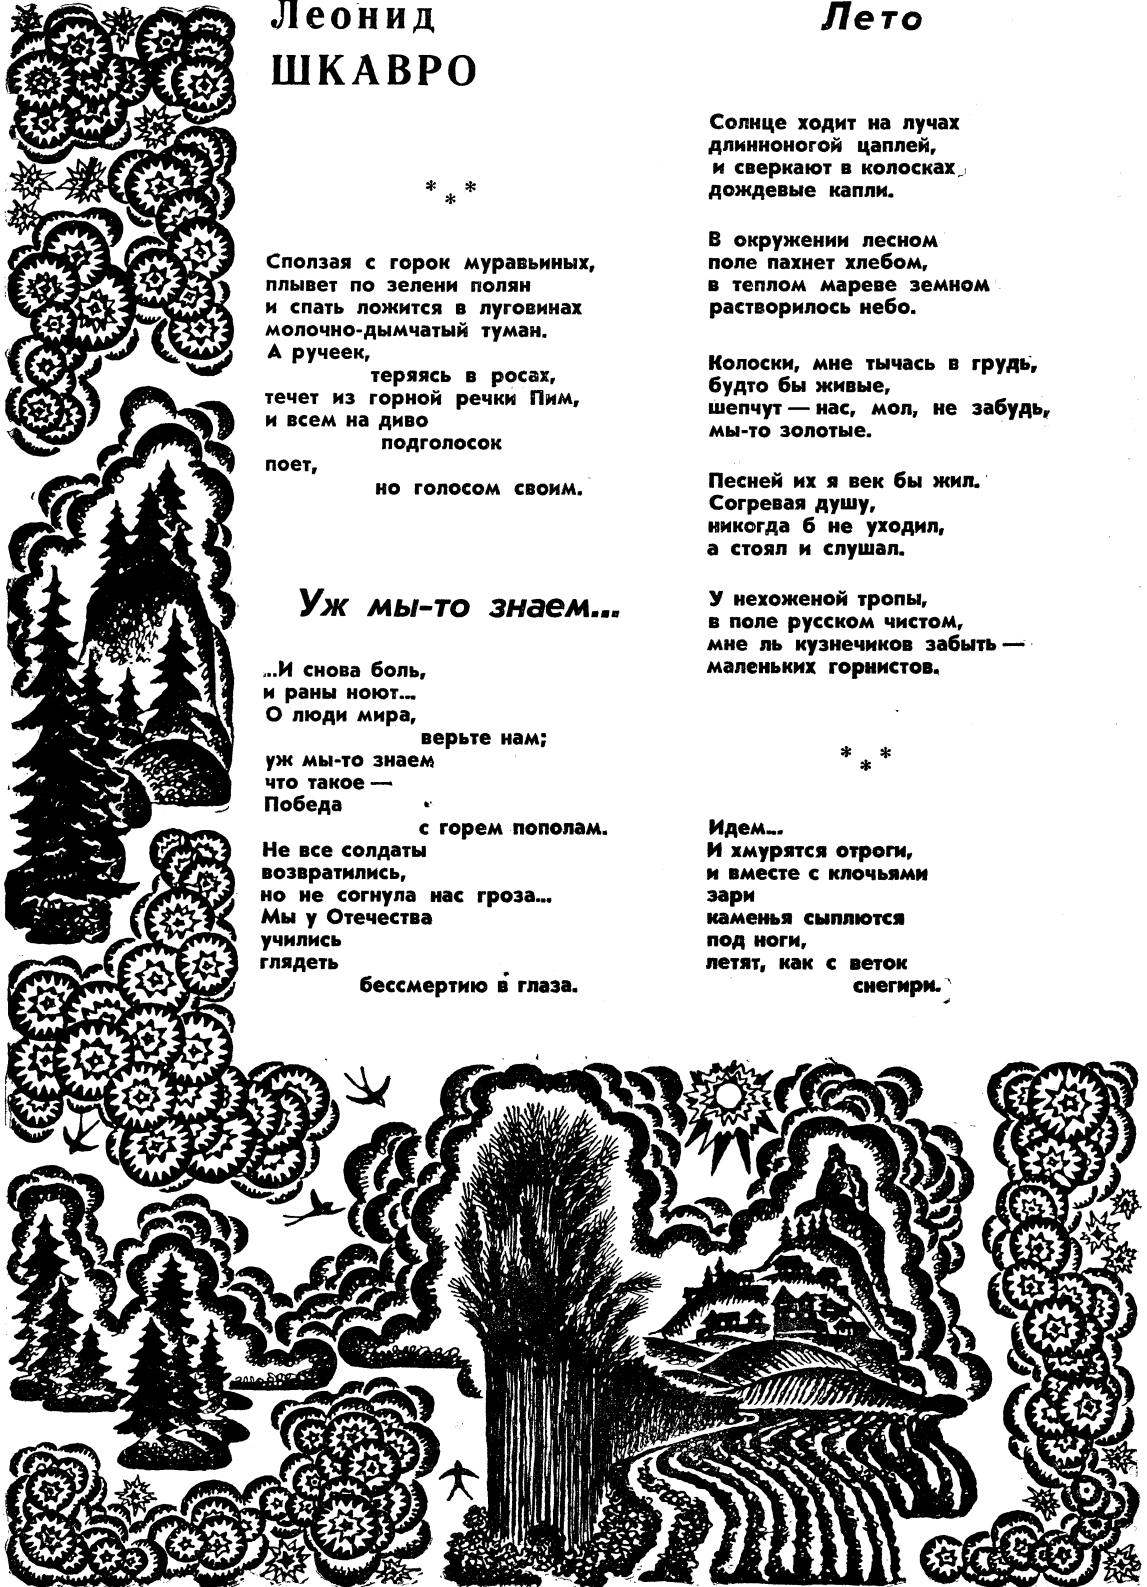 Леонид
ШКАВРО
* * *
Сползая с горок муравьиных,
плывет по зелени полян
и спать ложится в луговинах
молочно-дымчатый туман.
А ручеек,
теряясь в росах,
течет из горной речки Пим,
и всем на диво
подголосок
поет,
но голосом своим.
Уж мы-то знаем...
...И снова боль,
и раны ноют...
О люди мира,
верьте нам;
уж мы-то знаем
что такое —
Победа
с горем пополам.
Не все солдаты
возвратились,
но не согнула нас гроза...
Мы у Отечества
учились
глядеть
бессмертию в глаза.
Лето
Солнце ходит на лучах
длинноногой цаплей,
и сверкают в колосках
дождевые капли.
В окружении лесном
поле пахнет хлебом,
в теплом мареве земном
растворилось небо.
Колоски, мне тычась в грудь,
будто бы живые,
шепчут — нас, мол, не забудь,
мы-то золотые.
Песней их я век бы жил.
Согревая душу,
никогда б не уходил,
а стоял и слушал.
У нехоженой тропы,
в поле русском чистом,
мне ль кузнечиков забыть —
маленьких горнистов.
* * *
Идем...
И хмурятся отроги,
и вместе с клочьями
зари
каменья сыплются
под ноги,
летят, как с веток
снегири.